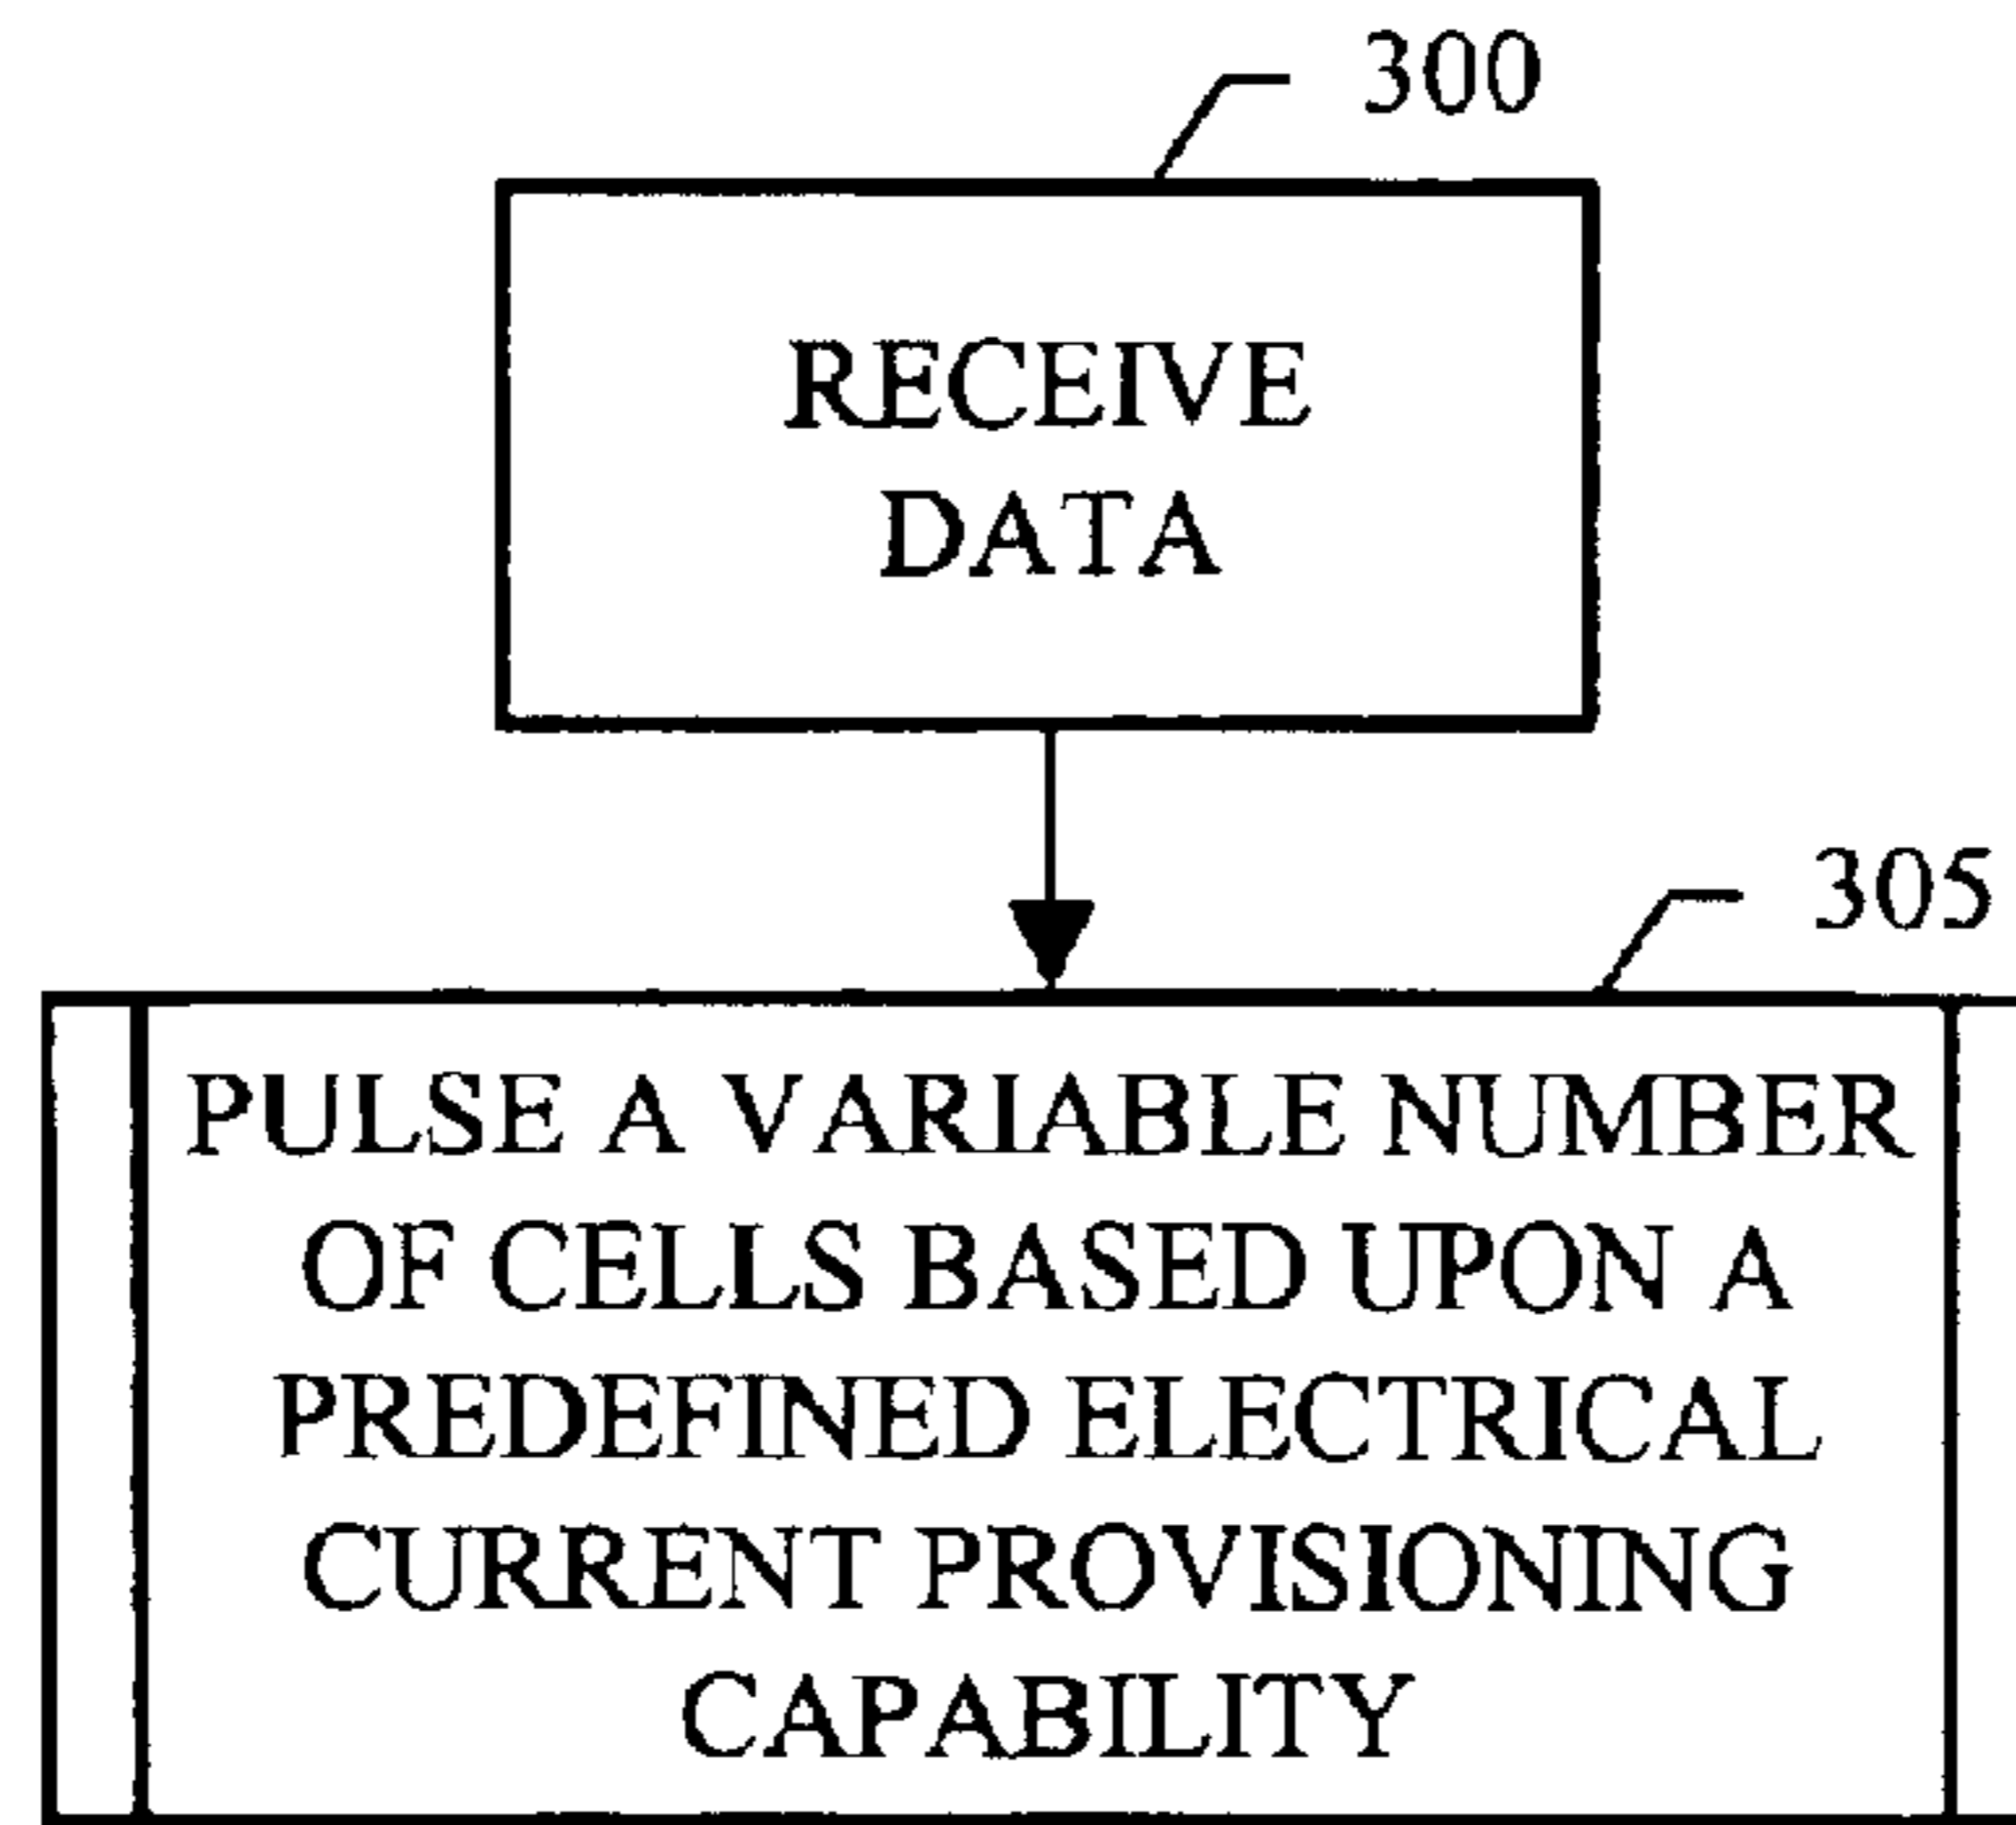 300
RECEIVE
DATA
305
PULSE A VARIABLE NUMBER
OF CELLS BASED UPON A
PREDEFINED ELECTRICAL
CURRENT PROVISIONING
CAPABILITY